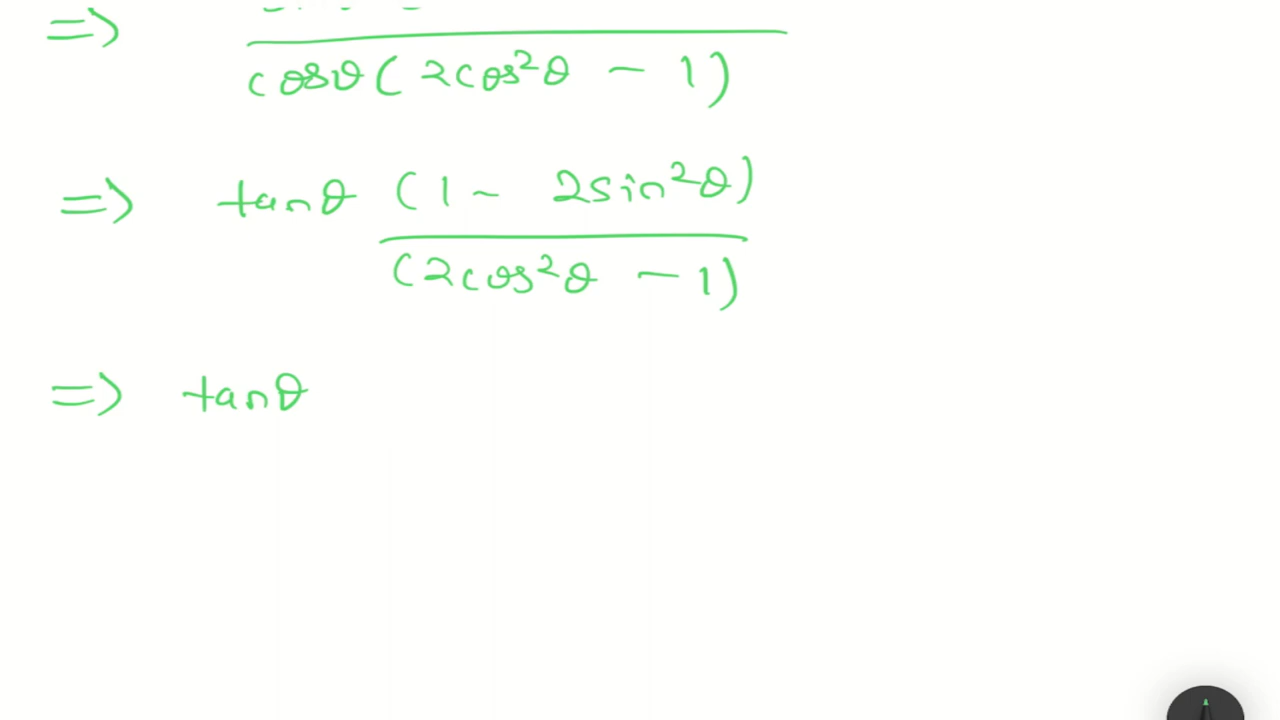 =>
cosθ(2cos²θ - 1)
=> tanθ (1 - 2sin²θ)
(2cos²θ - 1)
=> tanθ